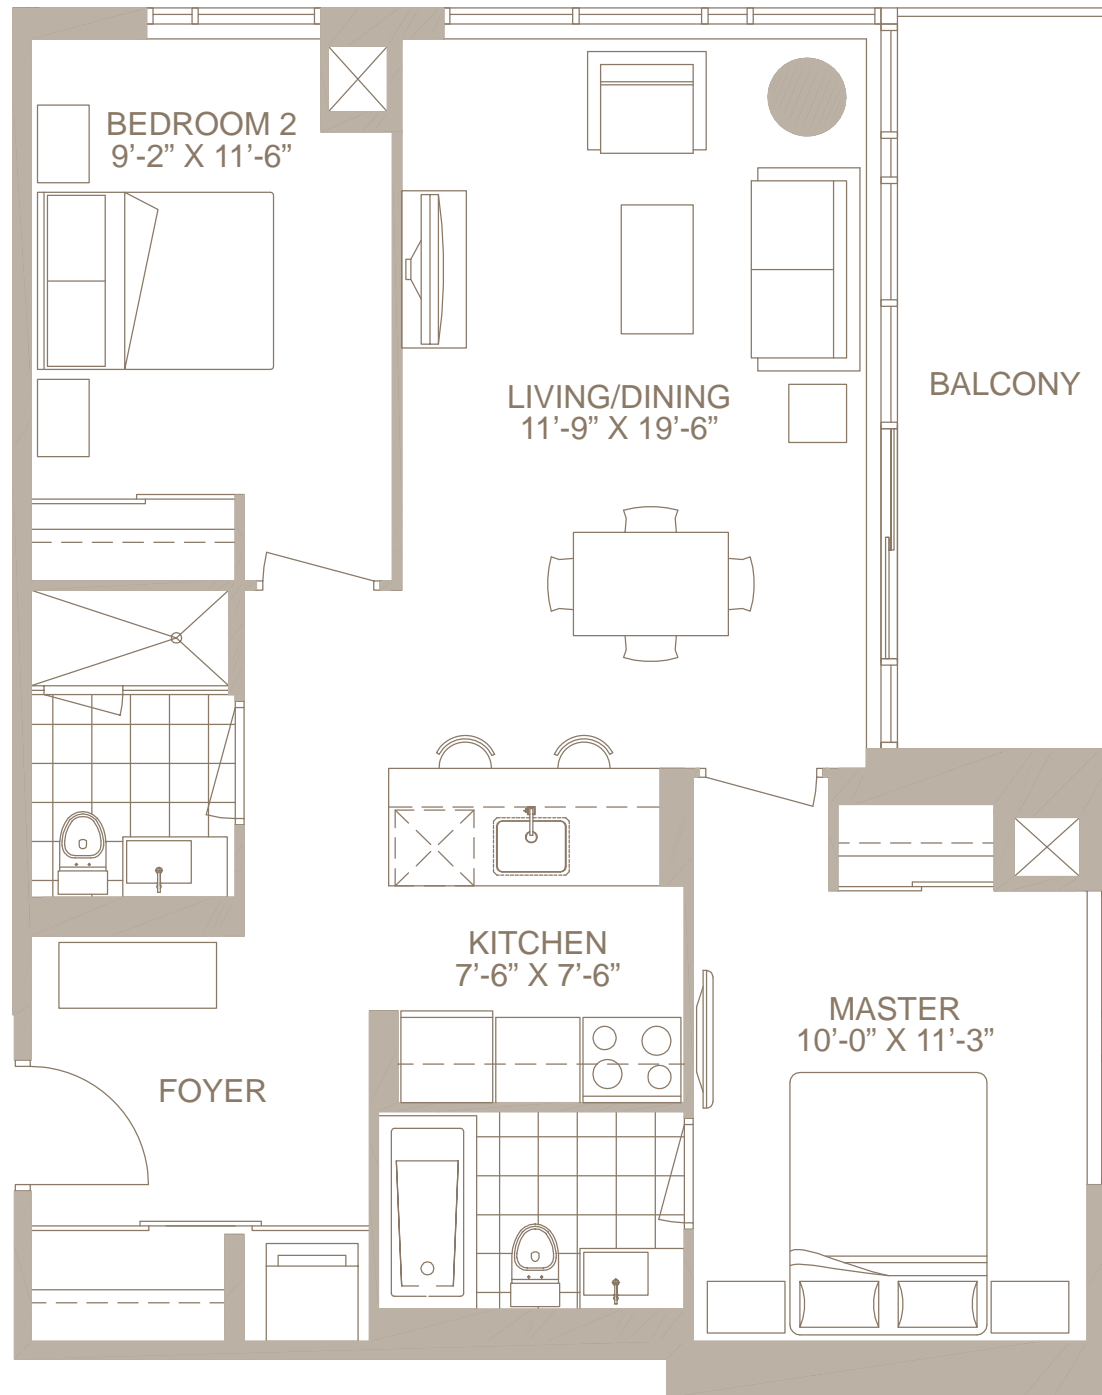 BEDROOM 2
9’-2” X 11’-6”
LIVING/DINING
11’-9” X 19’-6”
BALCONY
KITCHEN
7’-6” X 7’-6”
MASTER
10’-0” X 11’-3”
FOYER